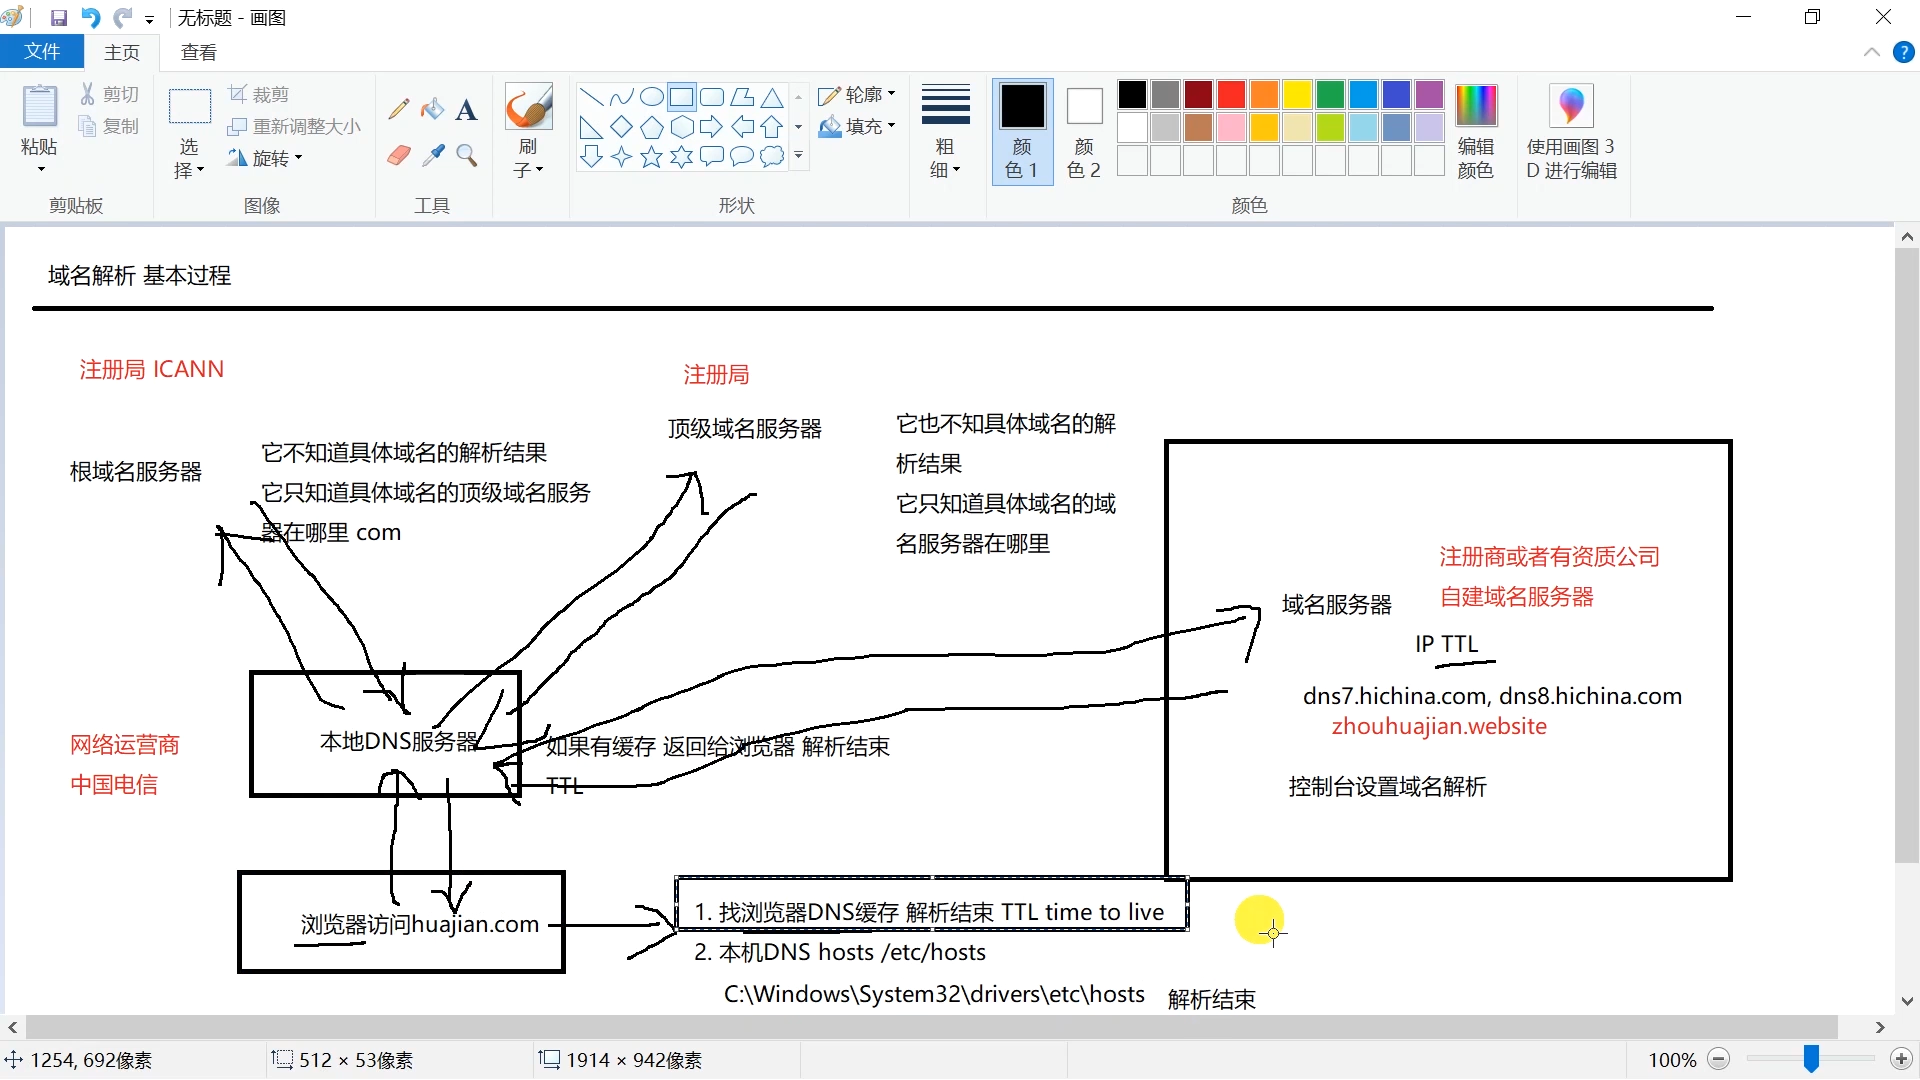 无标题 - 画图
文件
主页
查看
粘贴
剪切
复制
剪贴板
选择
裁剪
重新调整大小
旋转
图像
A
工具
刷子
轮廓
填充
形状
粗细
颜色 1
颜色 2
颜色
编辑颜色
使用画图 3
D 进行编辑
域名解析 基本过程
注册局 ICANN
注册局
顶级域名服务器
根域名服务器
它不知道具体域名的解析结果
它只知道具体域名的顶级域名服务
器在哪里 com
它也不知具体域名的解
析结果
它只知道具体域名的域
名服务器在哪里
注册商或者有资质公司
自建域名服务器
域名服务器
IP TTL
dns7.hichina.com, dns8.hichina.com
zhouhuajian.website
控制台设置域名解析
网络运营商
中国电信
本地DNS服务器
如果有缓存 返回给浏览器 解析结束
TTL
浏览器访问huajian.com
1. 找浏览器DNS缓存 解析结束 TTL time to live
2. 本机DNS hosts /etc/hosts
C:\Windows\System32\drivers\etc\hosts 解析结束
1254, 692像素
512 × 53像素
1914 × 942像素
100%